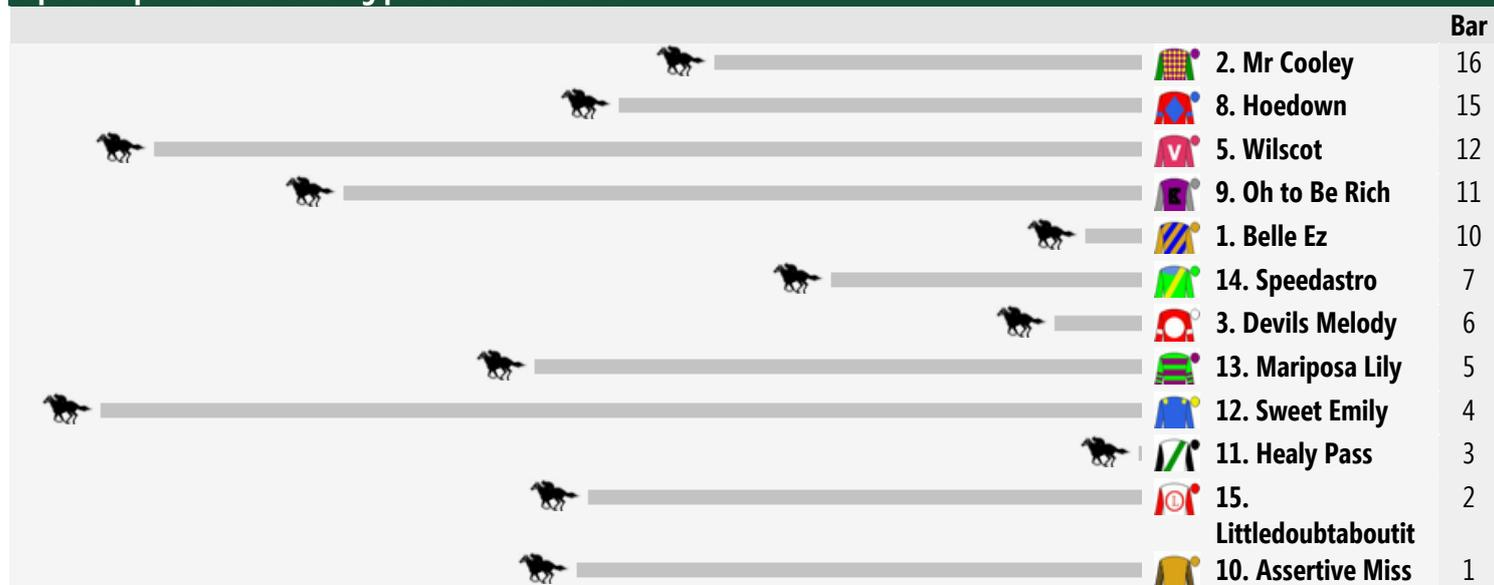 Bar
2. Mr Cooley 16
8. Hoedown 15
V 5. Wilscot 12
9. Oh to Be Rich 11
1. Belle Ez 10
14. Speedastro 7
3. Devils Melody 6
13. Mariposa Lily 5
12. Sweet Emily 4
11. Healy Pass 3
L 15. 2
Littledoubtaboutit
10. Assertive Miss 1